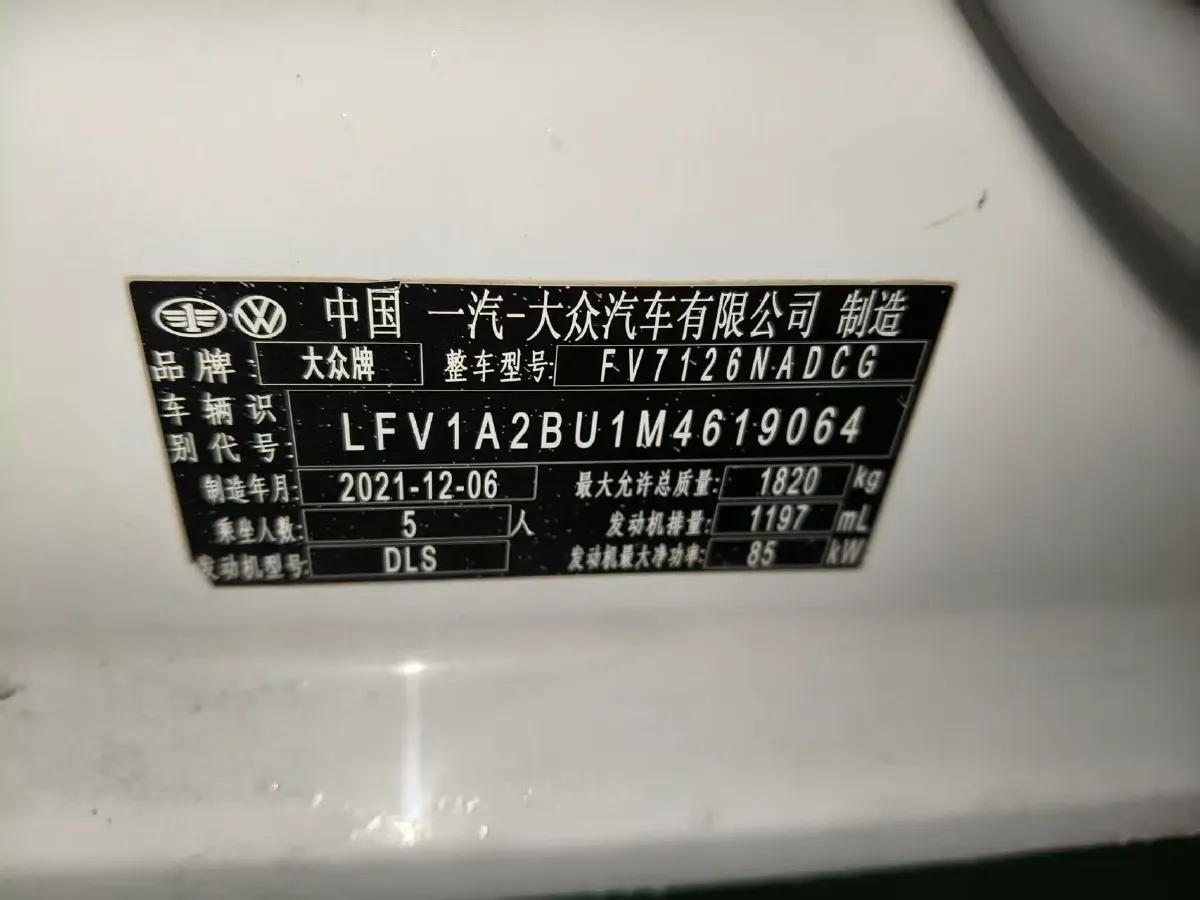 中国 一汽-大众汽车有限公司 制造
品牌: 大众牌 整车型号: FV7126NADCG
车辆识别代号: LFV1A2BU1M4619064
制造年月: 2021-12-06 最大允许总质量: 1820 kg
乘坐人数: 5 人 发动机排量: 1197 mL
发动机型号: DLS 发动机最大净功率: 85 kW